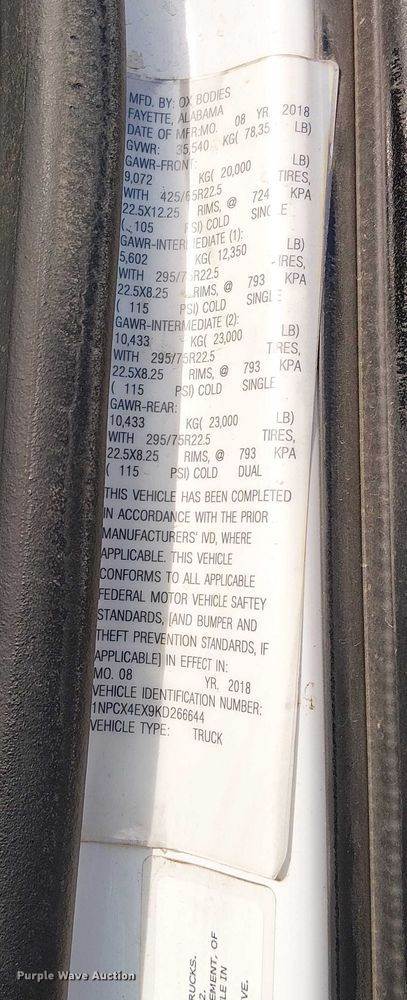 MFD. BY: OX BODIES
FAYETTE, ALABAMA
DATE OF MFR:MO. 08 YR. 2018
GVWR: 35,540 KG( 78,35 LB)
GAWR-FRONT:
9,072 KG( 20,000 LB)
WITH 425/65R22.5 TIRES,
22.5X12.25 RIMS, @ 724 KPA
( 105 PSI) COLD SINGLE
GAWR-INTERMEDIATE (1):
5,602 KG( 12,350 LB)
WITH 295/75R22.5 TIRES,
22.5X8.25 RIMS, @ 793 KPA
( 115 PSI) COLD SINGLE
GAWR-INTERMEDIATE (2):
10,433 KG( 23,000 LB)
WITH 295/75R22.5 TIRES,
22.5X8.25 RIMS, @ 793 KPA
( 115 PSI) COLD SINGLE
GAWR-REAR:
10,433 KG( 23,000 LB)
WITH 295/75R22.5 TIRES,
22.5X8.25 RIMS, @ 793 KPA
( 115 PSI) COLD DUAL
THIS VEHICLE HAS BEEN COMPLETED
IN ACCORDANCE WITH THE PRIOR
MANUFACTURERS' IVD, WHERE
APPLICABLE. THIS VEHICLE
CONFORMS TO ALL APPLICABLE
FEDERAL MOTOR VEHICLE SAFTEY
STANDARDS, [AND BUMPER AND
THEFT PREVENTION STANDARDS, IF
APPLICABLE] IN EFFECT IN:
MO. 08 YR. 2018
VEHICLE IDENTIFICATION NUMBER:
1NPCX4EX9KD266644
VEHICLE TYPE: TRUCK
RUCKS.
2.
EMENT, OF
LE IN
VE.
Purple Wave Auction